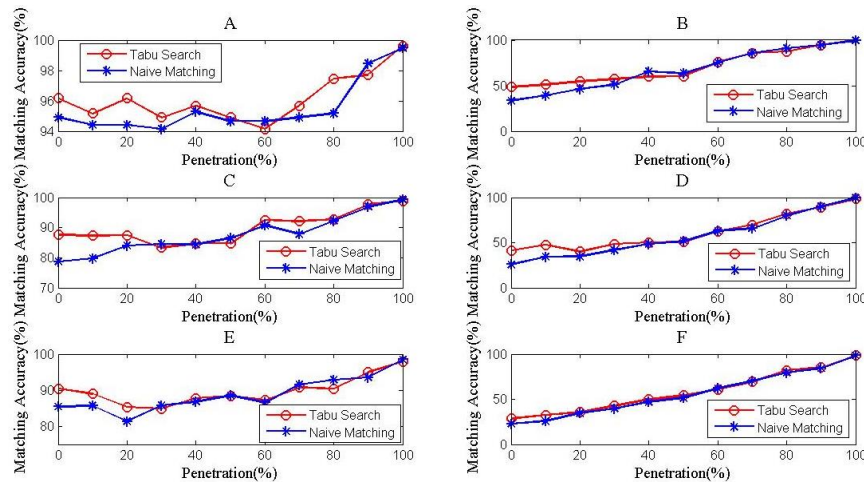 A
Matching Accuracy(%)
100
98
96
94
Tabu Search
Naive Matching
0 20 40 60 80 100
Penetration(%)
B
Matching Accuracy(%)
100
50
0
Tabu Search
Naive Matching
0 20 40 60 80 100
Penetration(%)
C
Matching Accuracy(%)
100
90
80
70
Tabu Search
Naive Matching
0 20 40 60 80 100
Penetration(%)
D
Matching Accuracy(%)
100
50
0
Tabu Search
Naive Matching
0 20 40 60 80 100
Penetration(%)
E
Matching Accuracy(%)
100
90
80
Tabu Search
Naive Matching
0 20 40 60 80 100
Penetration(%)
F
Matching Accuracy(%)
100
50
0
Tabu Search
Naive Matching
0 20 40 60 80 100
Penetration(%)